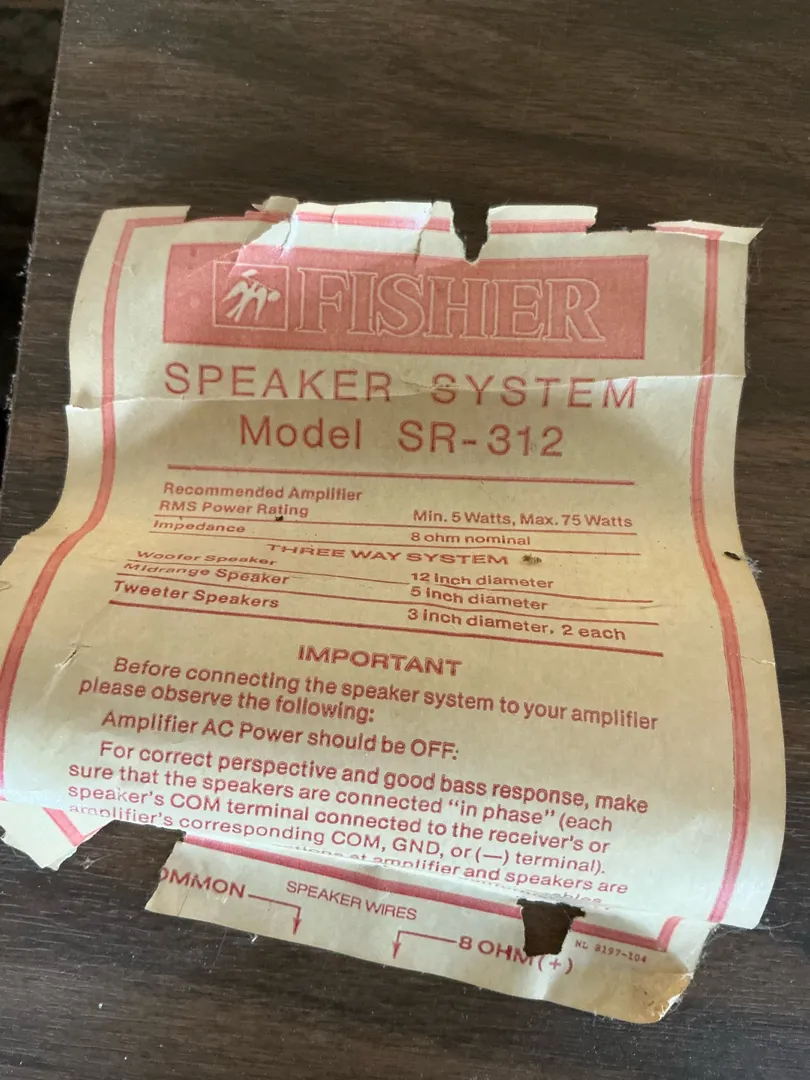 FISHER
SPEAKER SYSTEM
Model SR-312
Recommended Amplifier
RMS Power Rating Min. 5 Watts, Max. 75 Watts
Impedance 8 ohm nominal
THREE WAY SYSTEM
Woofer Speaker 12 inch diameter
Midrange Speaker 5 inch diameter
Tweeter Speakers 3 inch diameter, 2 each
IMPORTANT
Before connecting the speaker system to your amplifier
please observe the following:
Amplifier AC Power should be OFF:
For correct perspective and good bass response, make
sure that the speakers are connected "in phase" (each
speaker's COM terminal connected to the receiver's or
amplifier's corresponding COM, GND, or (—) terminal).
at amplifier and speakers are
OMMON SPEAKER WIRES
8 OHM (+)
NL 8197-104